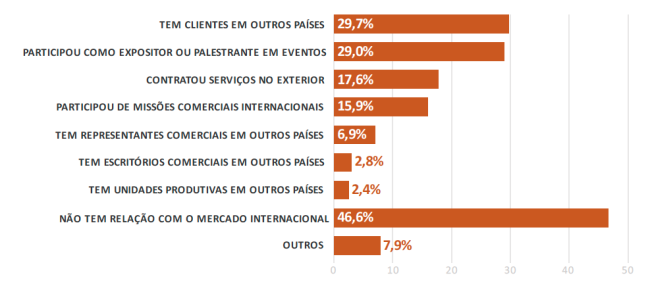 TEM CLIENTES EM OUTROS PAÍSES 29,7%
PARTICIPOU COMO EXPOSITOR OU PALESTRANTE EM EVENTOS 29,0%
CONTRATOU SERVIÇOS NO EXTERIOR 17,6%
PARTICIPOU DE MISSÕES COMERCIAIS INTERNACIONAIS 15,9%
TEM REPRESENTANTES COMERCIAIS EM OUTROS PAÍSES 6,9%
TEM ESCRITÓRIOS COMERCIAIS EM OUTROS PAÍSES 2,8%
TEM UNIDADES PRODUTIVAS EM OUTROS PAÍSES 2,4%
NÃO TEM RELAÇÃO COM O MERCADO INTERNACIONAL 46,6%
OUTROS 7,9%
0 10 20 30 40 50